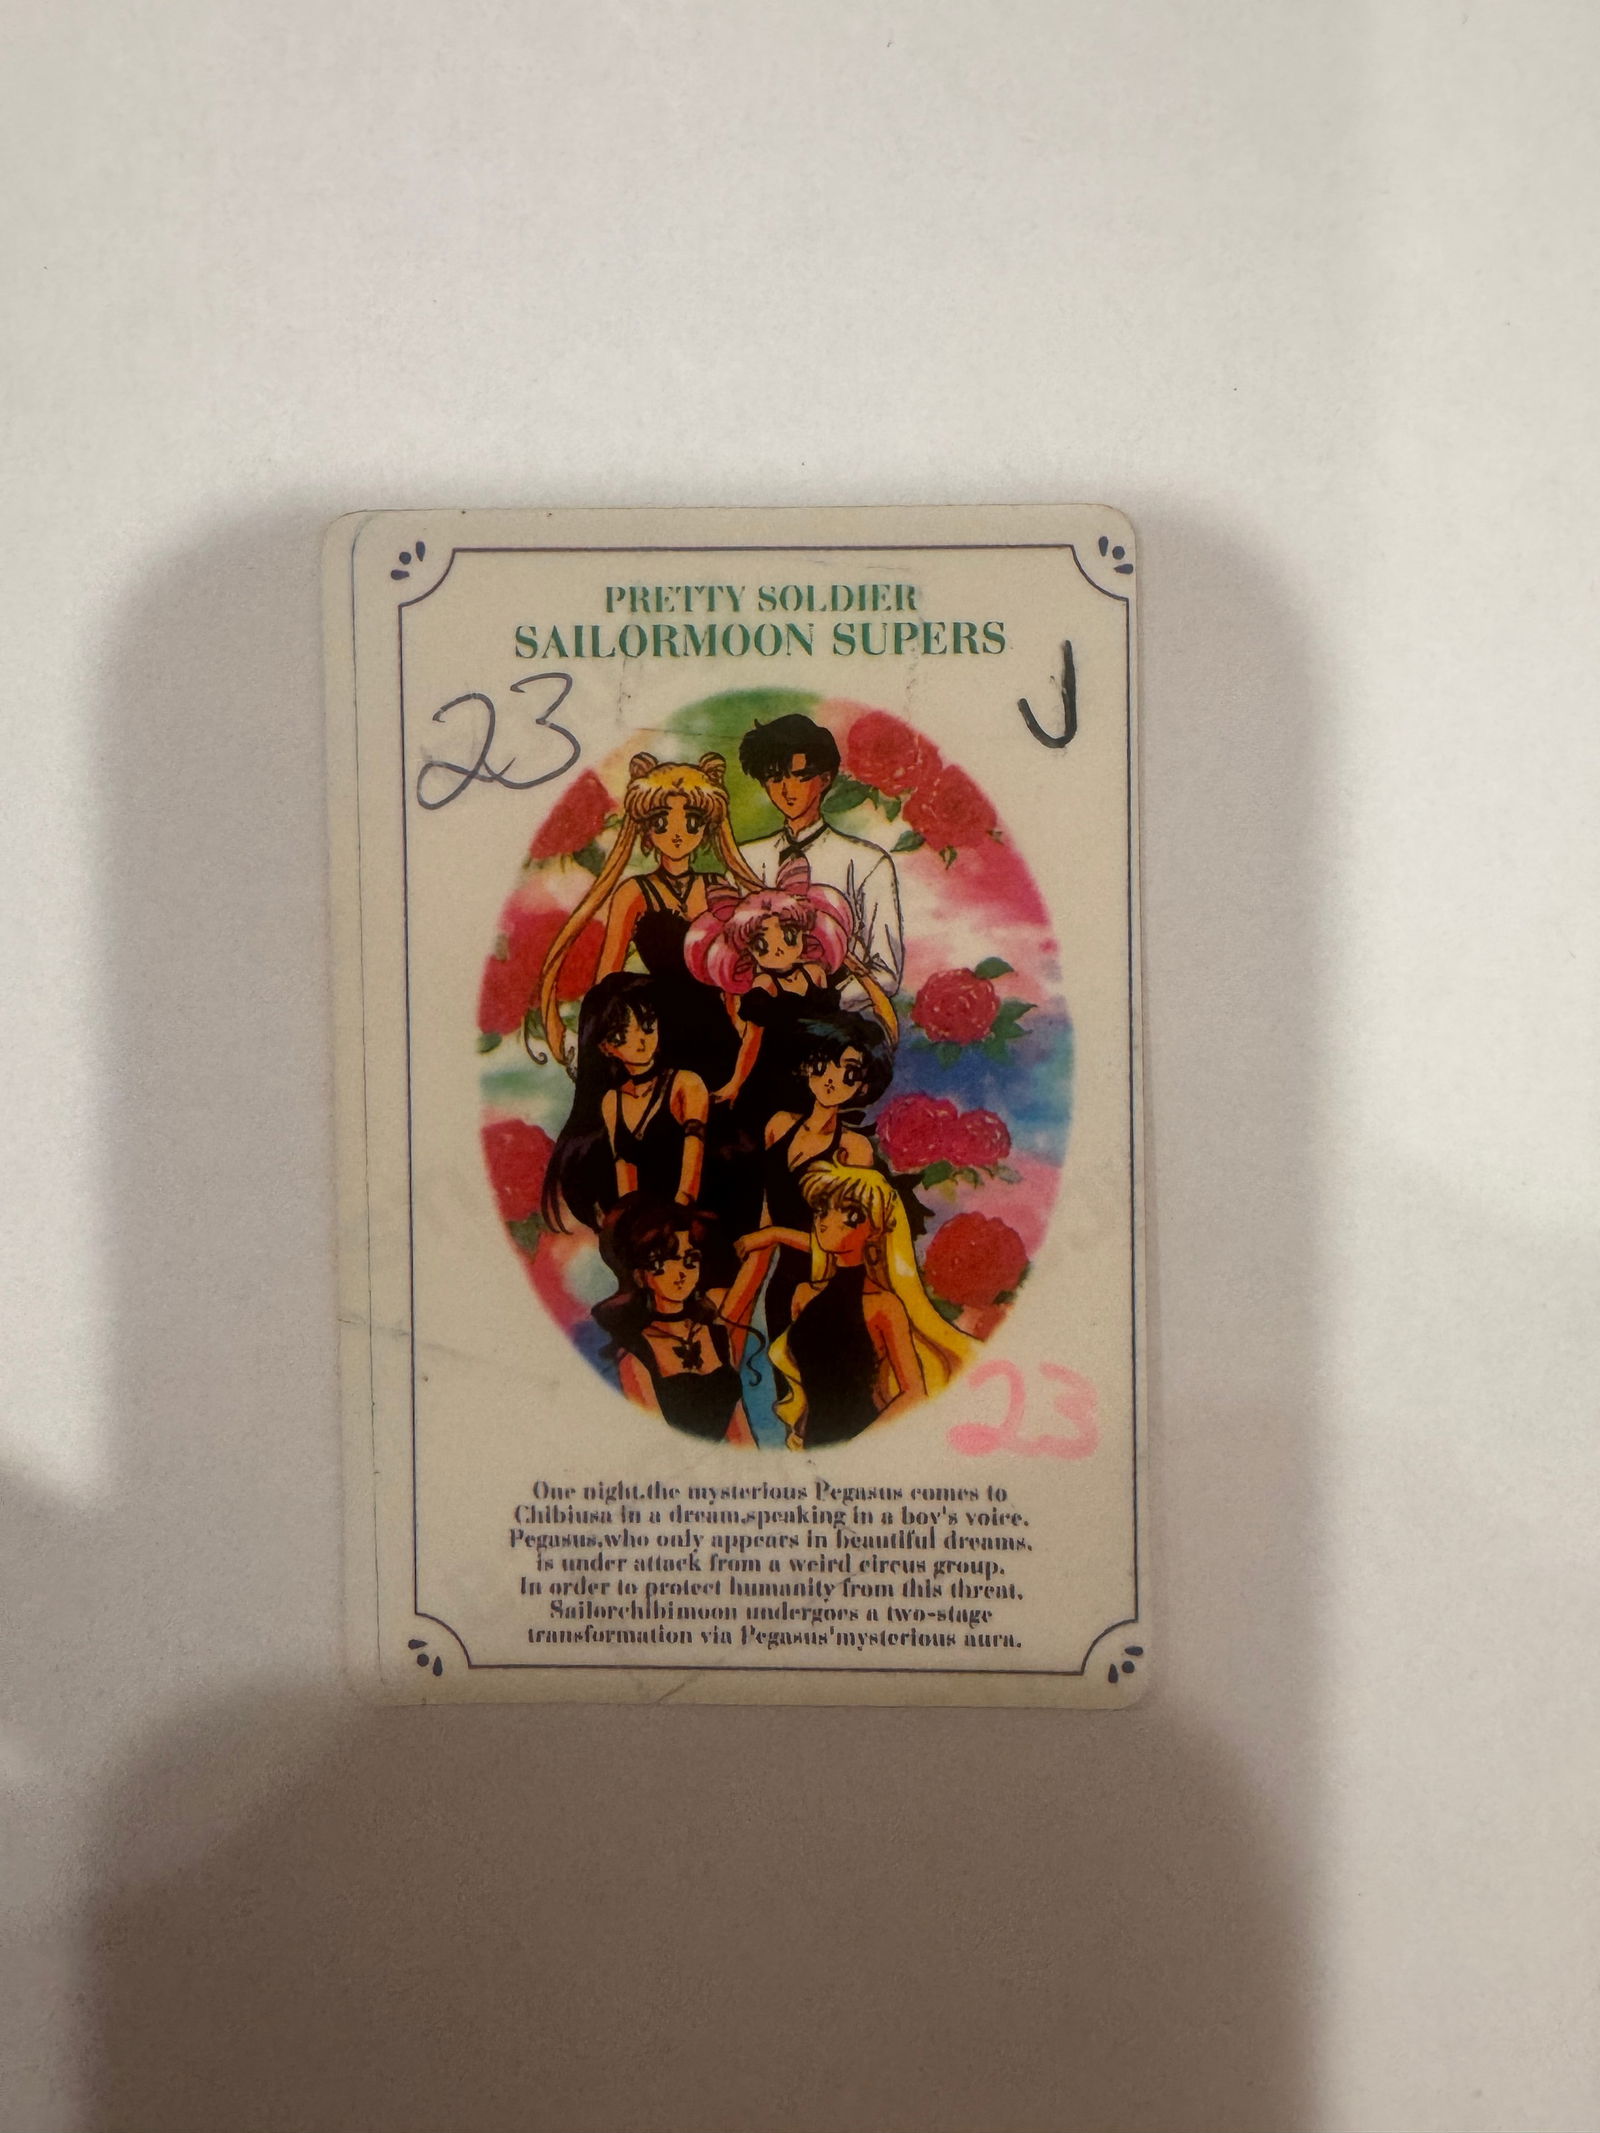 PRETTY SOLDIER
SAILORMOON SUPERS
23
J
23
One night,the mysterious Pegasus comes to
Chibiusa in a dream,speaking in a boy's voice.
Pegasus,who only appears in beautiful dreams,
is under attack from a weird circus group.
In order to protect humanity from this threat,
Sailorchibimoon undergoes a two-stage
transformation via Pegasus'mysterious aura.